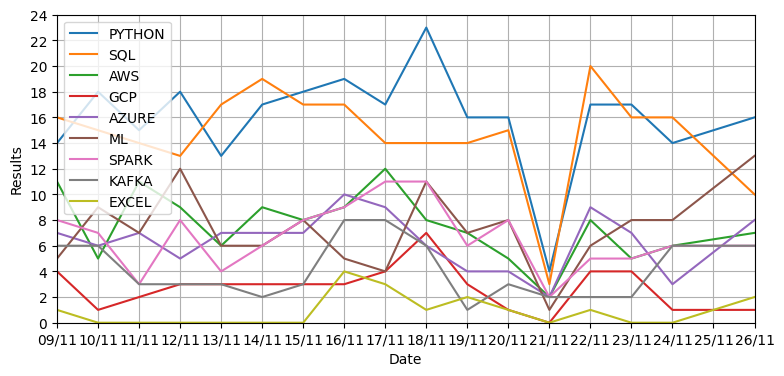 24
22
20
18
16
14
12
10
8
6
4
2
0
Results
PYTHON
SQL
AWS
GCP
AZURE
ML
SPARK
KAFKA
EXCEL
09/11 10/11 11/11 12/11 13/11 14/11 15/11 16/11 17/11 18/11 19/11 20/11 21/11 22/11 23/11 24/11 25/11 26/11
Date